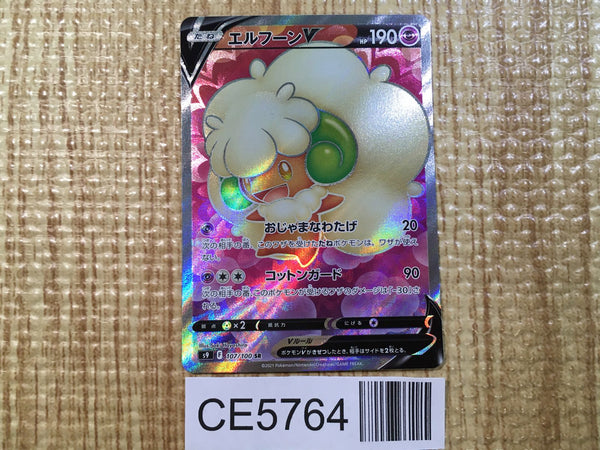 たね エルフーンV HP 190
おじゃまなわたげ 20
次の相手の番、このワザを受けたたねポケモンは、ワザが使え
ない。
コットンガード 90
次の相手の番、このポケモンが受けるワザのダメージは「-30」さ
れる。
弱点 ×2 抵抗力 にげる
Vルール
ポケモンVがきぜつしたとき、相手はサイドを2枚とる。
S9 F 107/100 SR
©2021 Pokémon/Nintendo/Creatures/GAME FREAK.
CE5764